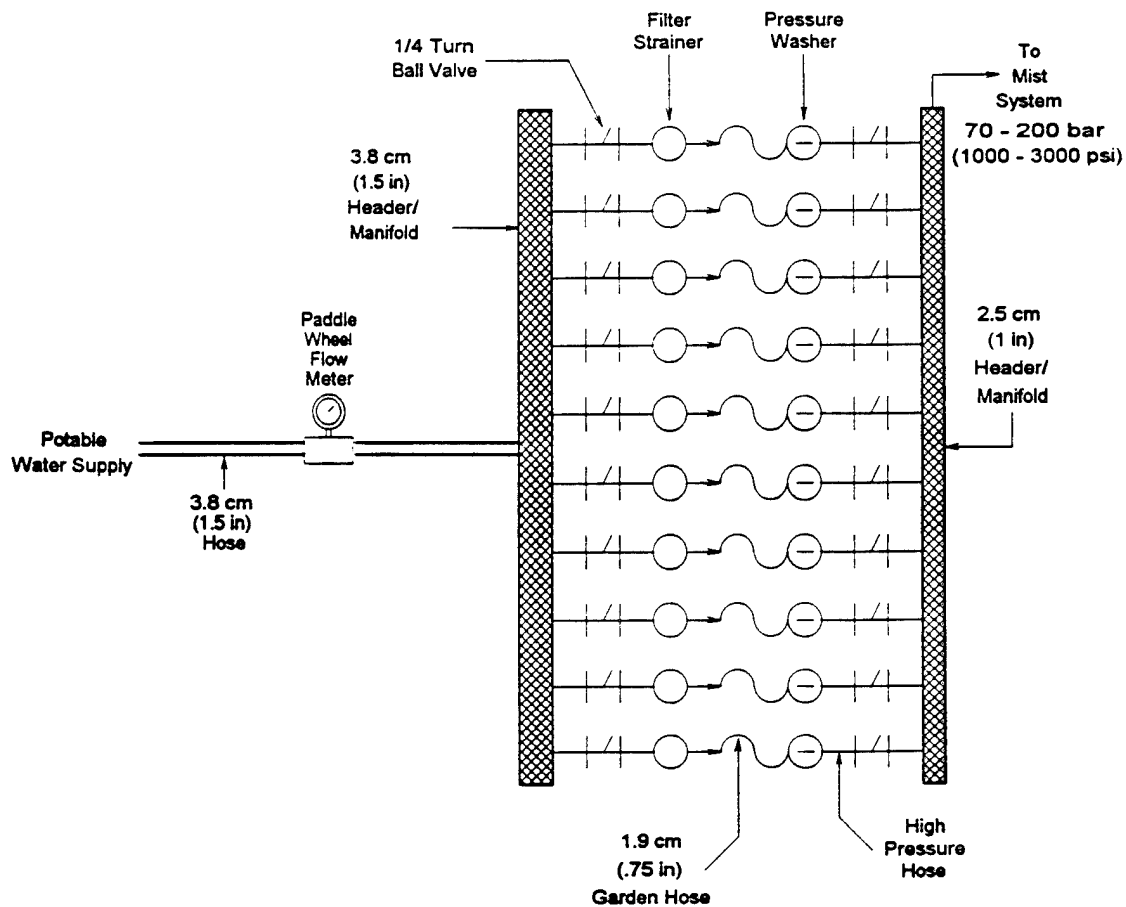 Filter
Strainer
Pressure
Washer
1/4 Turn
Ball Valve
To
Mist
System
70 - 200 bar
(1000 - 3000 psi)
3.8 cm
(1.5 in)
Header/
Manifold
2.5 cm
(1 in)
Header/
Manifold
Paddle
Wheel
Flow
Meter
Potable
Water Supply
3.8 cm
(1.5 in)
Hose
1.9 cm
(.75 in)
Garden Hose
High
Pressure
Hose